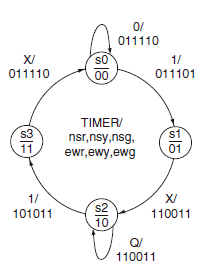 0/
011110
X/
011110
s0
00
1/
011101
TIMER/
nsr,nsy,nsg,
ewr,ewy,ewg
s3
11
s1
01
1/
101011
s2
10
X/
110011
Q/
110011